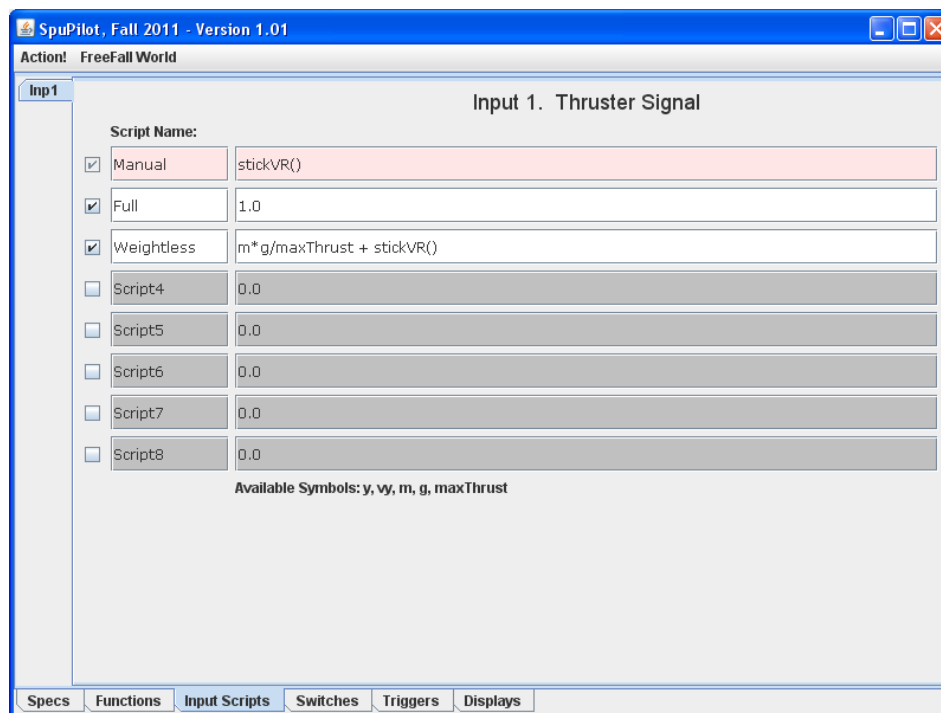 SpuPilot, Fall 2011 - Version 1.01
Action! FreeFall World
Inp1
Input 1. Thruster Signal
Script Name:
Manual stickVR()
Full 1.0
Weightless m*g/maxThrust + stickVR()
Script4 0.0
Script5 0.0
Script6 0.0
Script7 0.0
Script8 0.0
Available Symbols: y, vy, m, g, maxThrust
Specs Functions Input Scripts Switches Triggers Displays